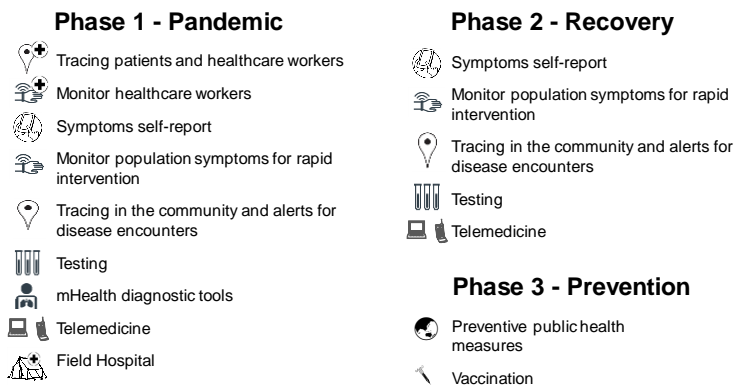 Phase 1 - Pandemic
Tracing patients and healthcare workers
Monitor healthcare workers
Symptoms self-report
Monitor population symptoms for rapid
intervention
Tracing in the community and alerts for
disease encounters
Testing
mHealth diagnostic tools
Telemedicine
Field Hospital
Phase 2 - Recovery
Symptoms self-report
Monitor population symptoms for rapid
intervention
Tracing in the community and alerts for
disease encounters
Testing
Telemedicine
Phase 3 - Prevention
Preventive public health
measures
Vaccination